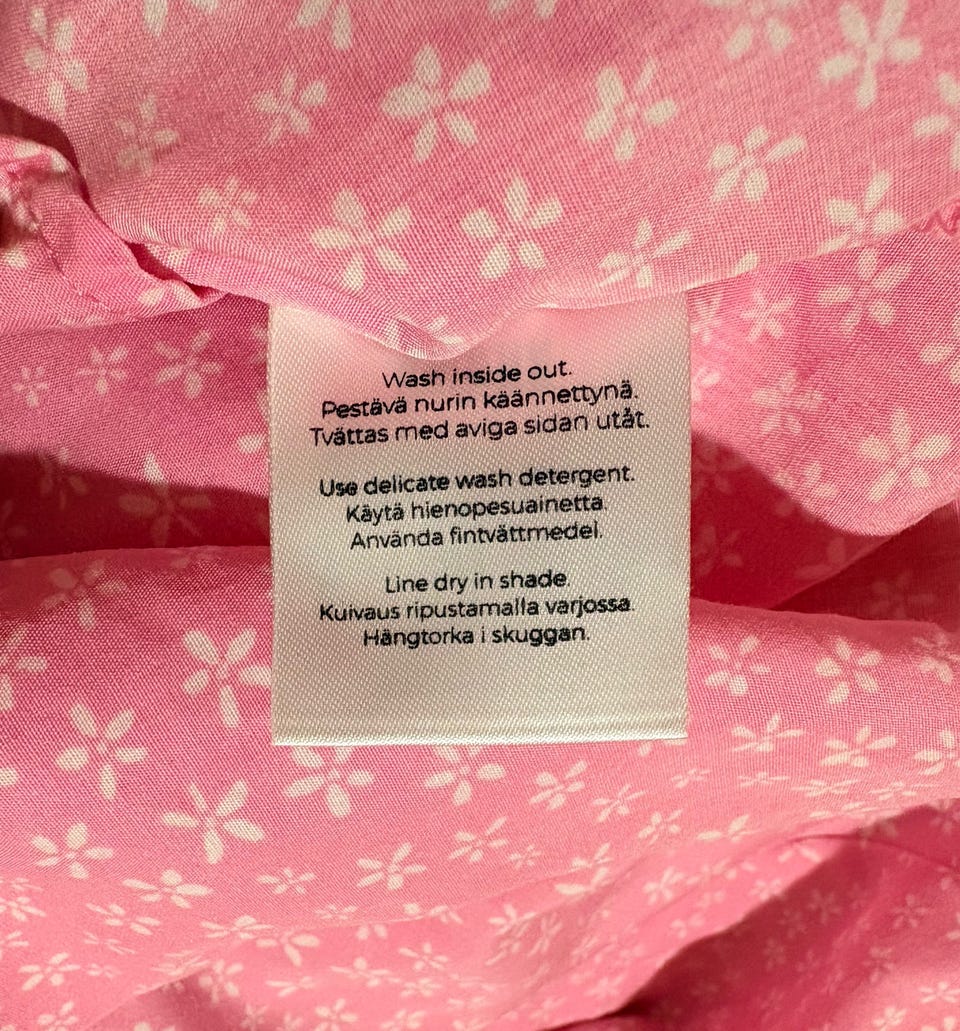 Wash inside out.
Pestävä nurin käännettynä.
Tvättas med aviga sidan utåt.
Use delicate wash detergent.
Käytä hienopesuainetta.
Använda fintvättmedel.
Line dry in shade.
Kuivaus ripustamalla varjossa.
Hängtorka i skuggan.